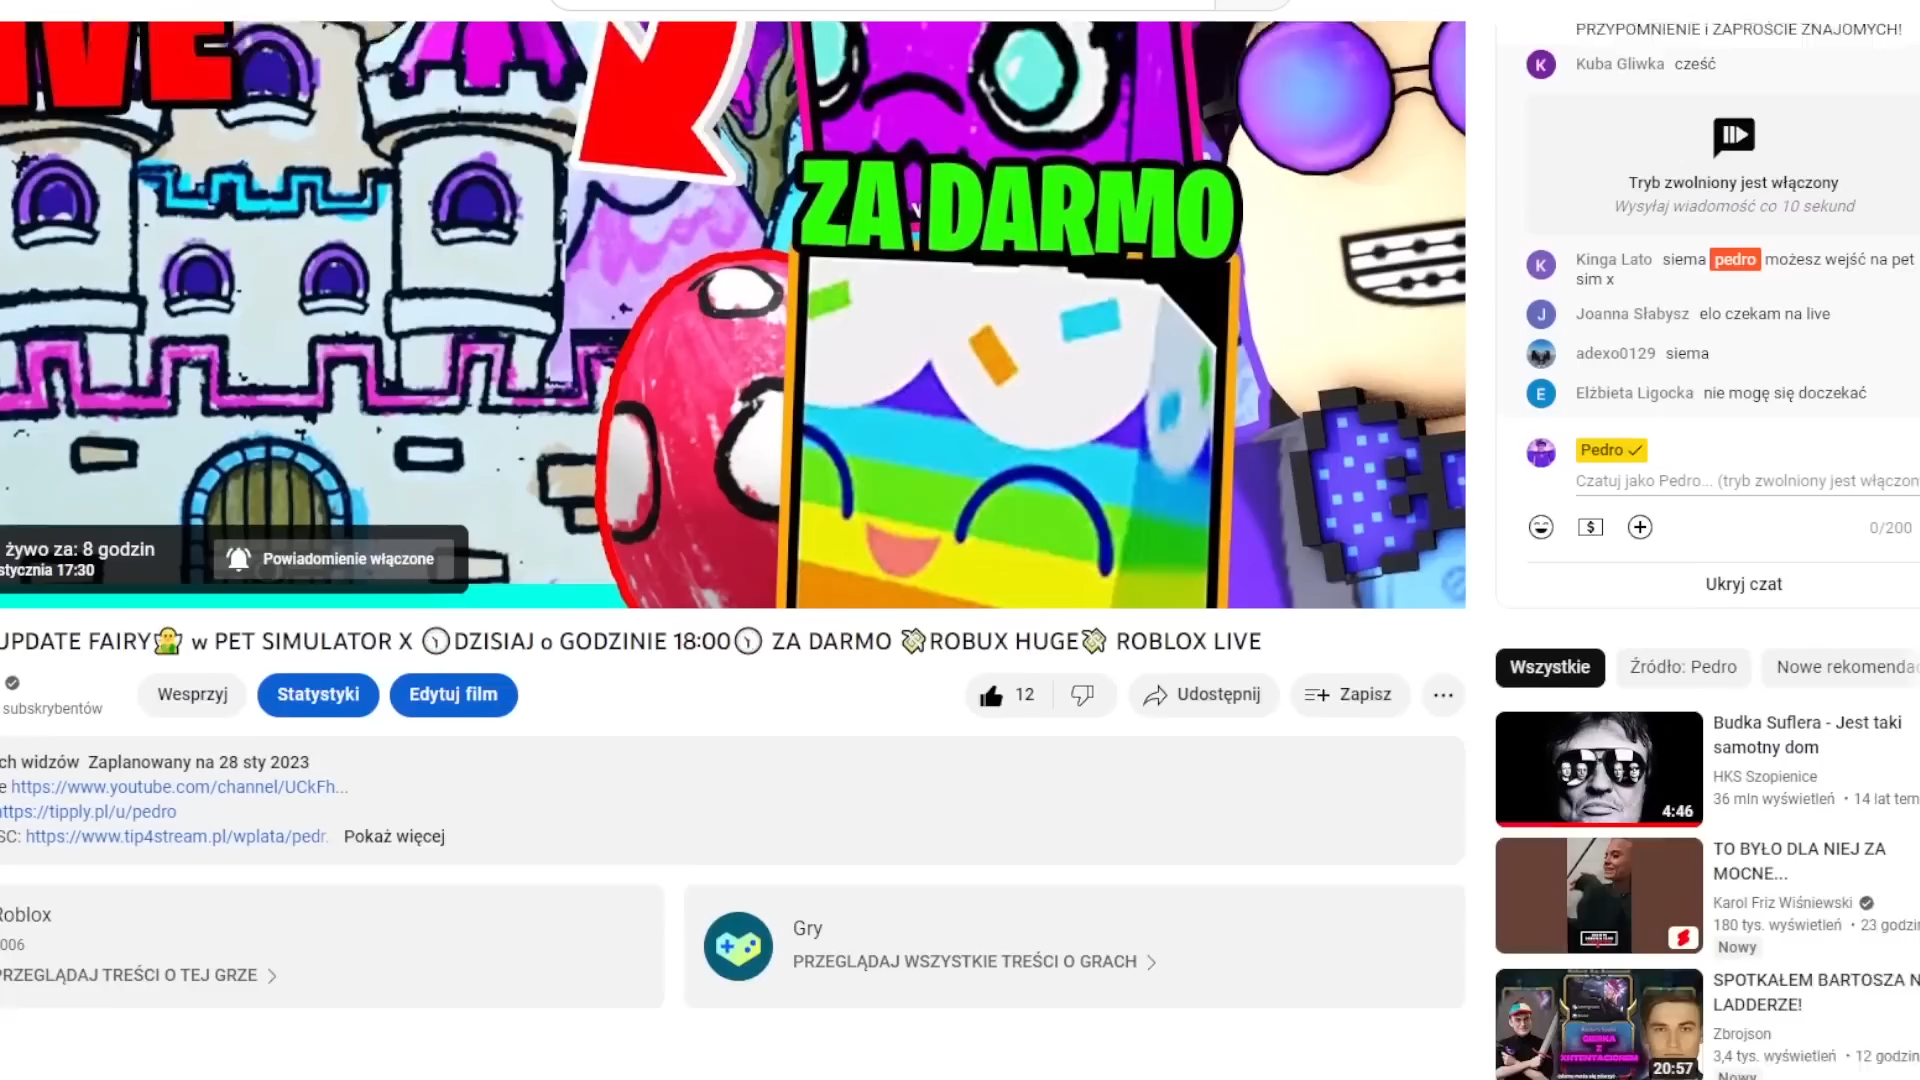 VE
ZA DARMO
żywo za: 8 godzin
stycznia 17:30
Powiadomienie włączone
UPDATE FAIRY🧚 w PET SIMULATOR X 🕦DZISIAJ o GODZINIE 18:00🕦 ZA DARMO 💸ROBUX HUGE💸 ROBLOX LIVE
subskrybentów
Wesprzyj
Statystyki
Edytuj film
12
Udostępnij
Zapisz
ch widzów Zaplanowany na 28 sty 2023
e https://www.youtube.com/channel/UCkFh...
https://tipply.pl/u/pedro
SC: https://www.tip4stream.pl/wplata/pedr. Pokaż więcej
Roblox
006
PRZEGLĄDAJ TREŚCI O TEJ GRZE
Gry
PRZEGLĄDAJ WSZYSTKIE TREŚCI O GRACH
PRZYPOMNIENIE i ZAPROŚCIE ZNAJOMYCH!
K
Kuba Gliwka cześć
Tryb zwolniony jest włączony
Wysyłaj wiadomość co 10 sekund
K
Kinga Lato siema pedro możesz wejść na pet
sim x
J
Joanna Słabysz elo czekam na live
adexo0129 siema
E
Elżbieta Ligocka nie mogę się doczekać
Pedro
Czatuj jako Pedro... (tryb zwolniony jest włączon
0/200
Ukryj czat
Wszystkie
Źródło: Pedro
Nowe rekomenda
Budka Suflera - Jest taki
samotny dom
HKS Szopienice
36 mln wyświetleń • 14 lat tem
4:46
TO BYŁO DLA NIEJ ZA
MOCNE...
Karol Friz Wiśniewski
180 tys. wyświetleń • 23 godzin
Nowy
SPOTKAŁEM BARTOSZA N
LADDERZE!
Zbrojson
3,4 tys. wyświetleń • 12 godzin
Nowy
20:57